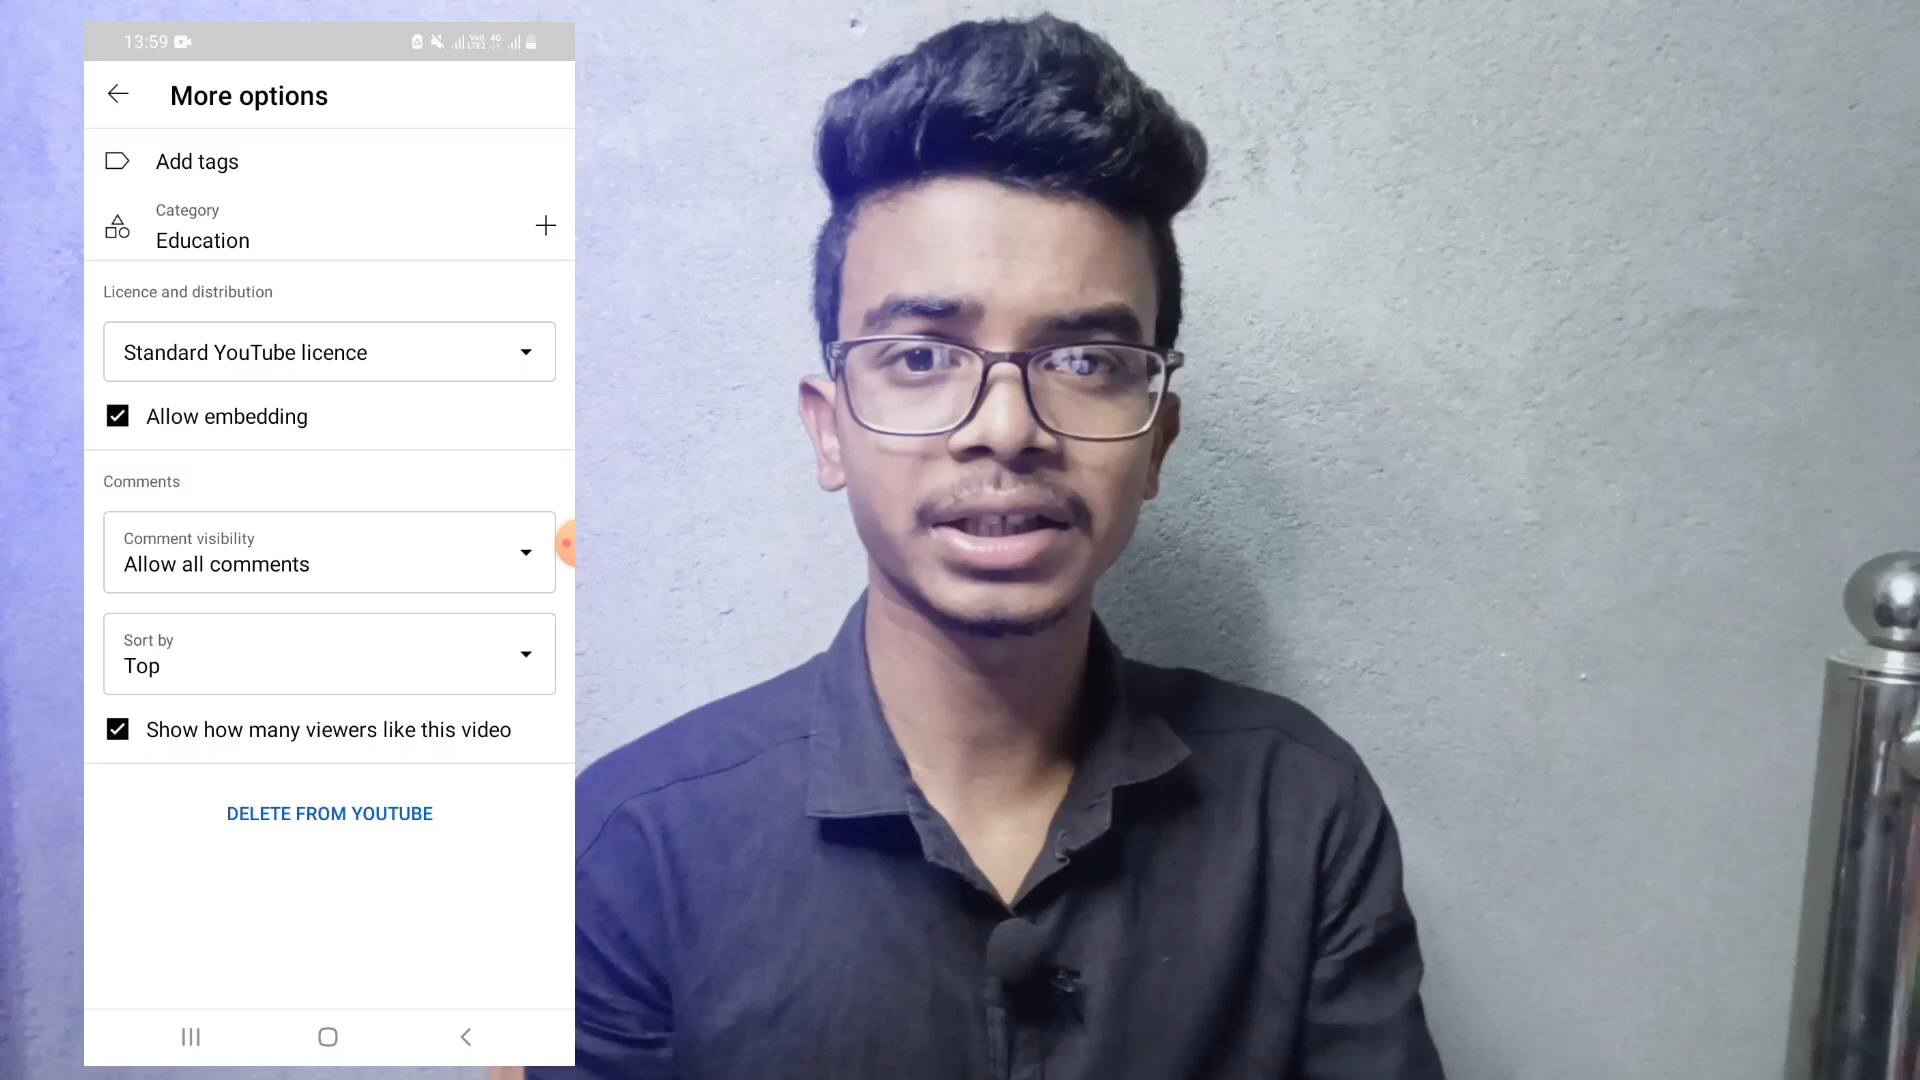 13:59
More options
Add tags
Category
Education
Licence and distribution
Standard YouTube licence
Allow embedding
Comments
Comment visibility
Allow all comments
Sort by
Top
Show how many viewers like this video
DELETE FROM YOUTUBE